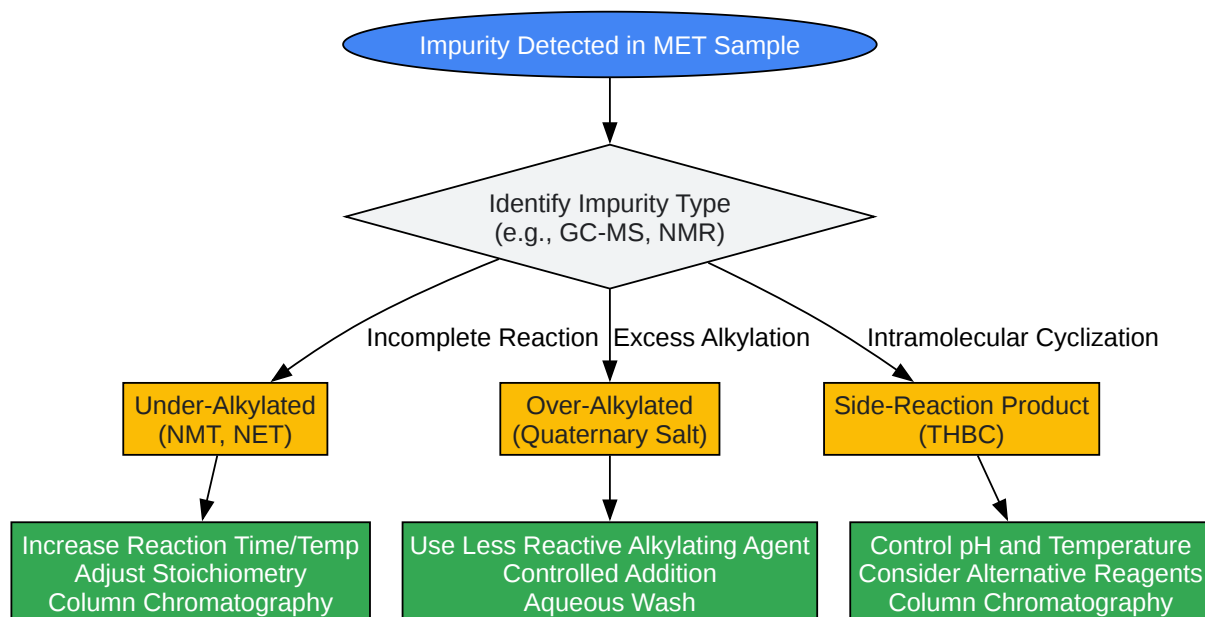 Impurity Detected in MET Sample
Identify Impurity Type
(e.g., GC-MS, NMR)
Incomplete Reaction
Excess Alkylation
Intramolecular Cyclization
Under-Alkylated
(NMT, NET)
Over-Alkylated
(Quaternary Salt)
Side-Reaction Product
(THBC)
Increase Reaction Time/Temp
Adjust Stoichiometry
Column Chromatography
Use Less Reactive Alkylating Agent
Controlled Addition
Aqueous Wash
Control pH and Temperature
Consider Alternative Reagents
Column Chromatography